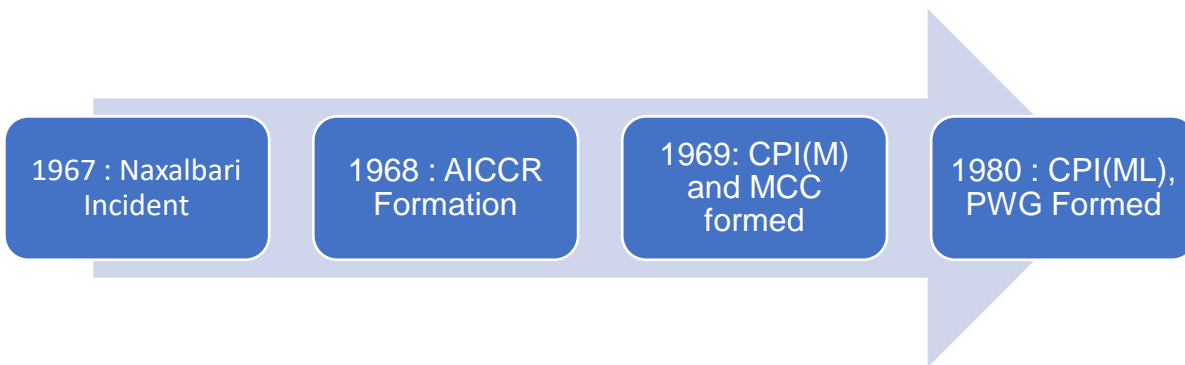 1967 : Naxalbari
Incident
1968 : AICCR
Formation
1969: CPI(M)
and MCC
formed
1980 : CPI(ML),
PWG Formed